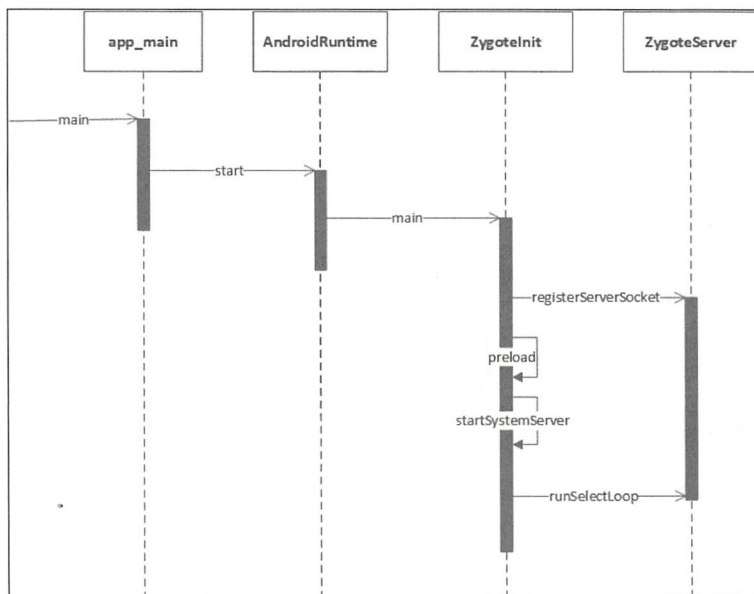 app_main
AndroidRuntime
ZygoteInit
ZygoteServer
main
start
main
registerServerSocket
preload
startSystemServer
runSelectLoop